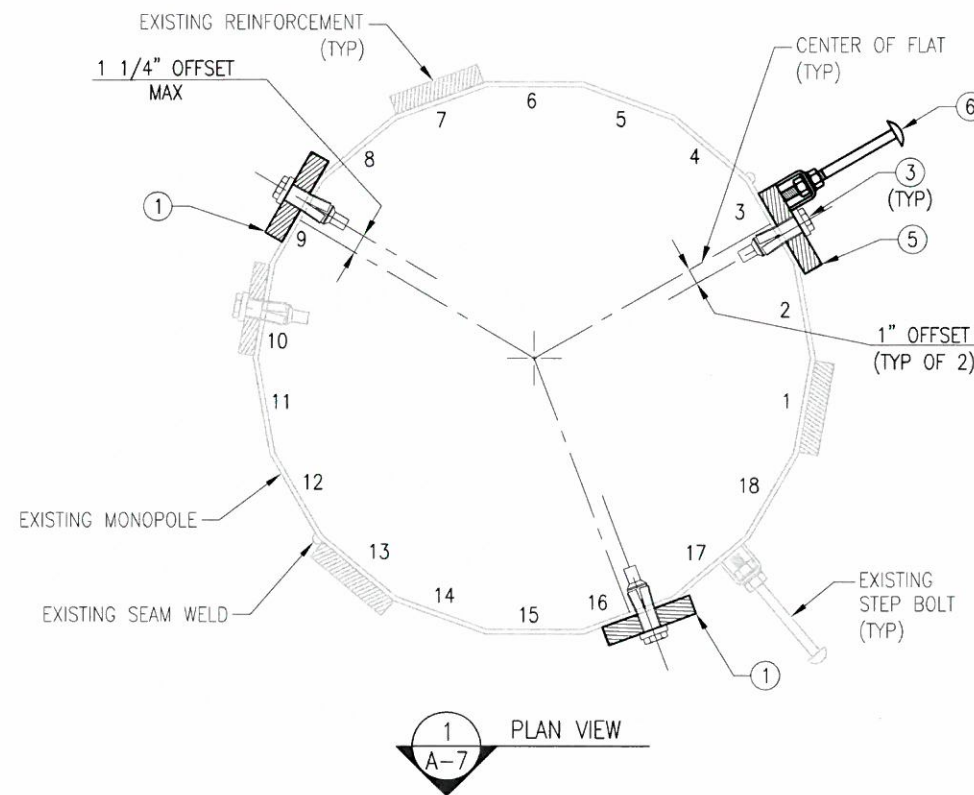 EXISTING REINFORCEMENT
(TYP)
1 1/4" OFFSET
MAX
CENTER OF FLAT
(TYP)
6
5
7
4
8
6
3
(TYP)
3
1
5
9
2
10
1" OFFSET
(TYP OF 2)
11
1
12
18
EXISTING MONOPOLE
13
17
EXISTING
STEP BOLT
(TYP)
EXISTING SEAM WELD
14
15
16
1
1
A-7
PLAN VIEW